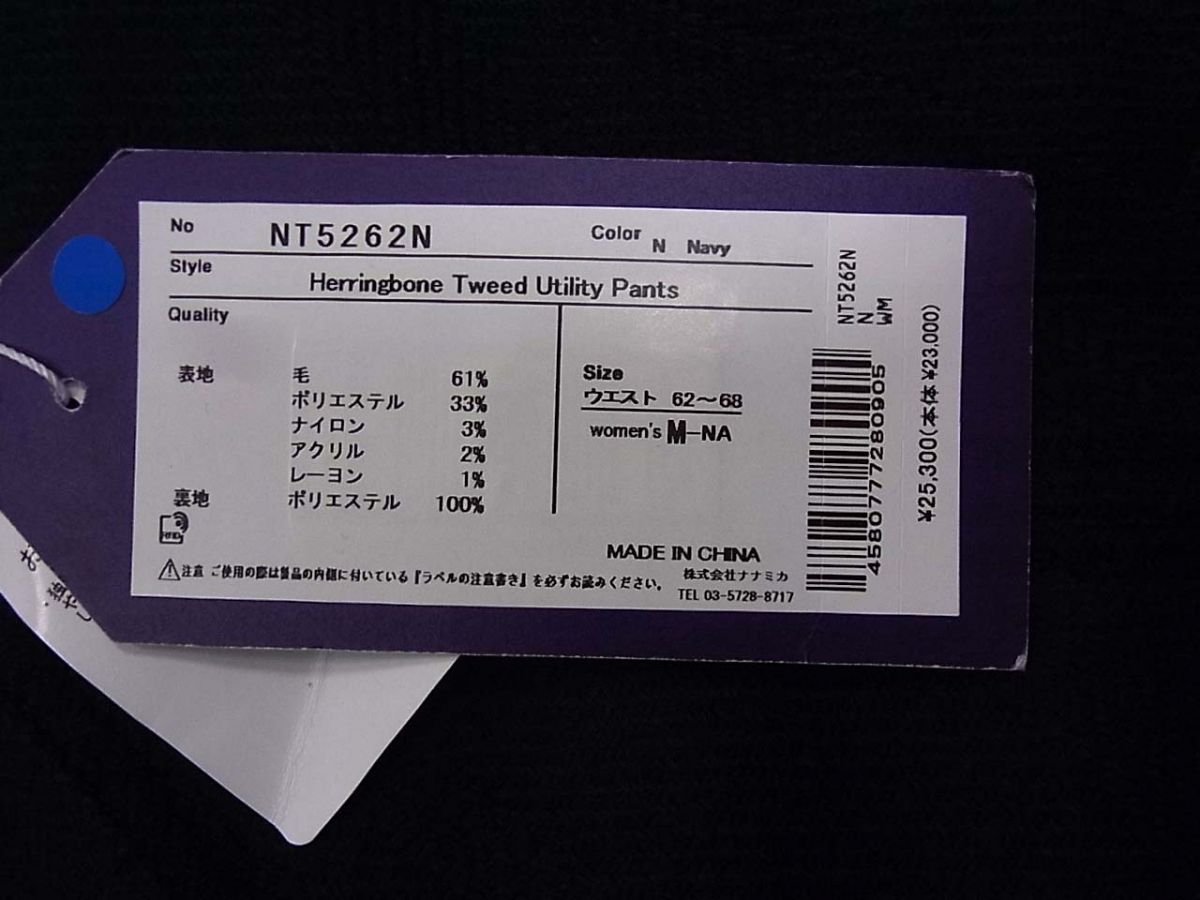 No NT5262N Color N Navy
Style Herringbone Tweed Utility Pants
Quality
表地 毛 61%
ポリエステル 33%
ナイロン 3%
アクリル 2%
レーヨン 1%
裏地 ポリエステル 100%
Size
ウエスト 62〜68
women's M-NA
RFID
MADE IN CHINA
⚠注意 ご使用の際は製品の内側に付いている『ラベルの注意書き』を必ずお読みください。
株式会社ナナミカ
TEL 03-5728-8717
NT5262N
N
WM
4580777280905
¥25,300(本体 ¥23,000)